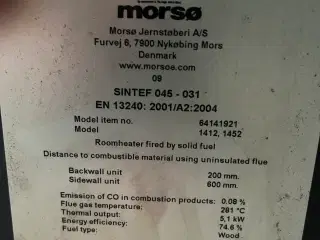 morsø
Morsø Jernstøberi A/S
Furvej 6, 7900 Nykøbing Mors
Denmark
www.morsoe.com
09
SINTEF 045 - 031
EN 13240: 2001/A2:2004
Model item no. 64141921
Model 1412, 1452
Roomheater fired by solid fuel
Distance to combustible material using uninsulated flue
Backwall unit 200 mm.
Sidewall unit 600 mm.
Emission of CO in combustion products: 0,08 %
Flue gas temperature: 281 °C
Thermal output: 5,1 kW
Energy efficiency: 74,6 %
Fuel type: Wood